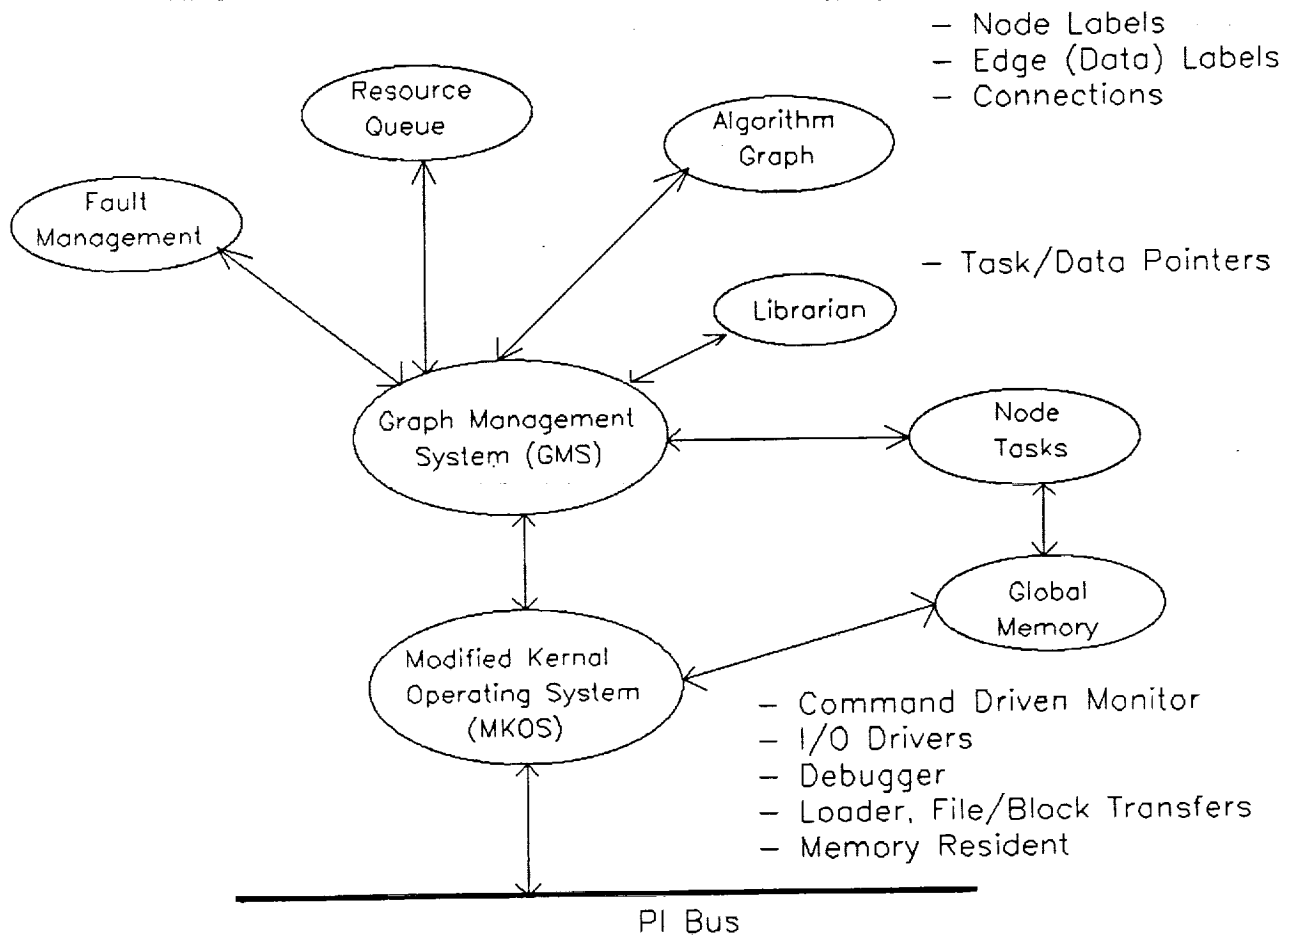 – Node Labels
– Edge (Data) Labels
– Connections
Resource
Queue
Algorithm
Graph
Fault
Management
– Task/Data Pointers
Librarian
Graph Management
System (GMS)
Node
Tasks
Global
Memory
Modified Kernal
Operating System
(MKOS)
– Command Driven Monitor
– I/O Drivers
– Debugger
– Loader, File/Block Transfers
– Memory Resident
PI Bus